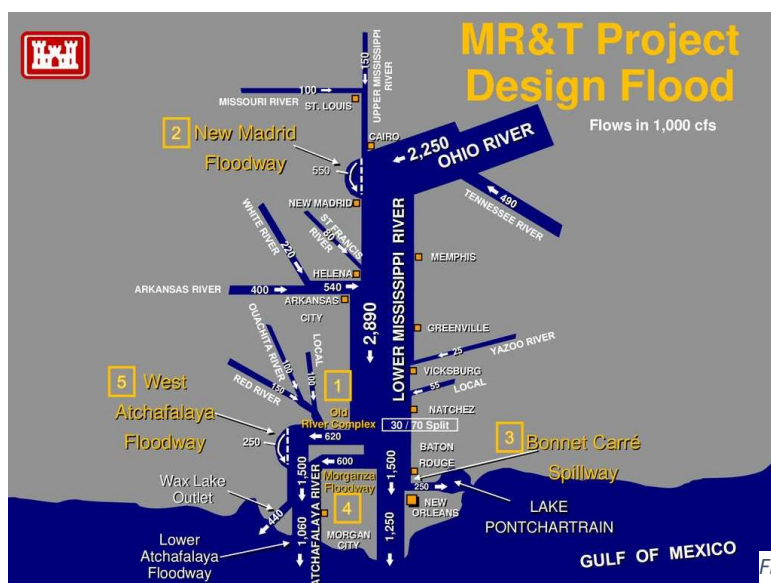 MR&T Project
Design Flood
Flows in 1,000 cfs
150
UPPER MISSISSIPPI
RIVER
100
MISSOURI RIVER
ST. LOUIS
CAIRO
2,250
OHIO RIVER
2
New Madrid
Floodway
550
NEW MADRID
490
TENNESSEE RIVER
WHITE RIVER
220
ST FRANCIS
RIVER
80
HELENA
MEMPHIS
ARKANSAS RIVER
400
540
ARKANSAS
CITY
2,890
LOWER MISSISSIPPI RIVER
GREENVILLE
25
YAZOO RIVER
VICKSBURG
55
LOCAL
NATCHEZ
OUACHITA RIVER
100
LOCAL
100
RED RIVER
150
1
Old
River Complex
30 / 70 Split
620
5
West
Atchafalaya
Floodway
250
BATON
ROUGE
3
Bonnet Carré
Spillway
250
1,500
600
1,500
Morganza
Floodway
4
Wax Lake
Outlet
440
NEW
ORLEANS
LAKE
PONTCHARTRAIN
1,060
ATCHAFALAYA RIVER
MORGAN
CITY
1,250
Lower
Atchafalaya
Floodway
GULF OF MEXICO